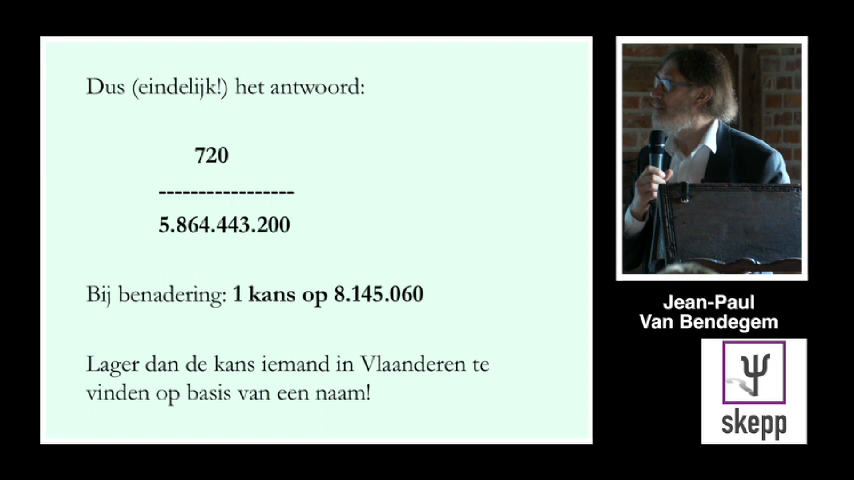 Dus (eindelijk!) het antwoord:
720
-----------------
5.864.443.200
Bij benadering: 1 kans op 8.145.060
Lager dan de kans iemand in Vlaanderen te
vinden op basis van een naam!
Jean-Paul
Van Bendegem
skepp